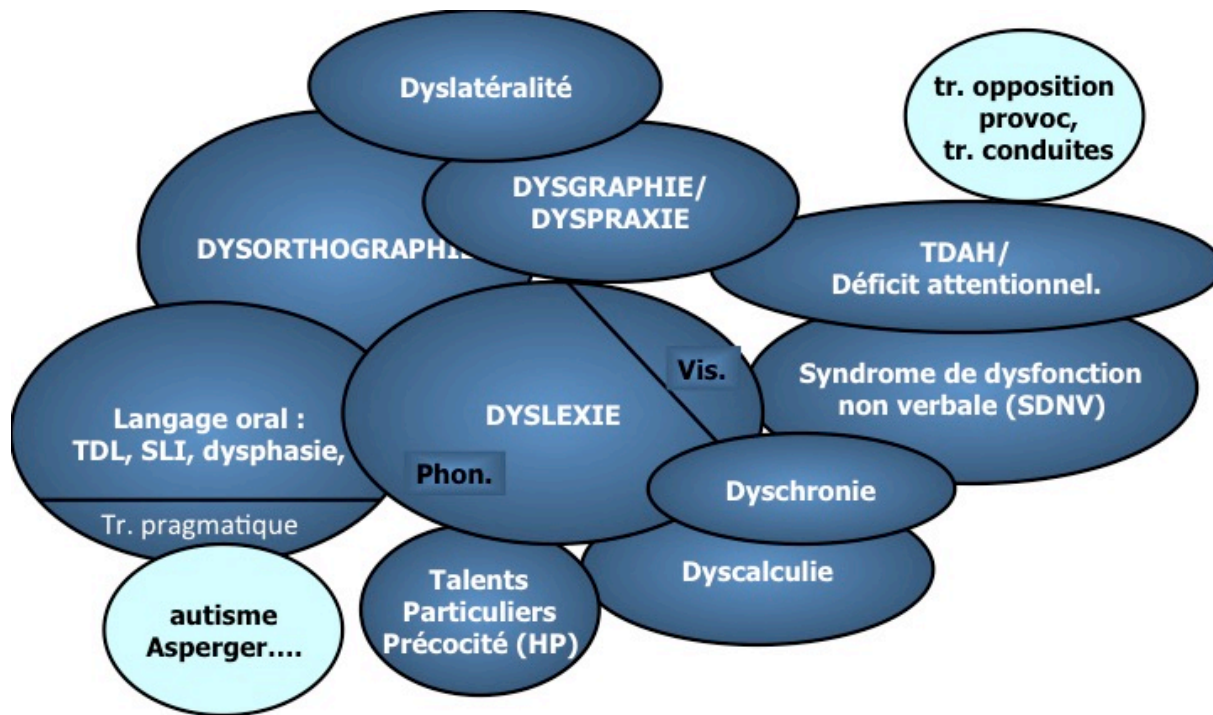 Dyslatéralité
tr. opposition
provoc,
tr. conduites
DYSGRAPHIE/
DYSPRAXIE
DYSORTHOGRAPHIE
TDAH/
Déficit attentionnel.
Vis.
Syndrome de dysfonction
non verbale (SDNV)
Langage oral :
TDL, SLI, dysphasie,
DYSLEXIE
Phon.
Dyschronie
Tr. pragmatique
Talents
Particuliers
Précocité (HP)
Dyscalculie
autisme
Asperger....